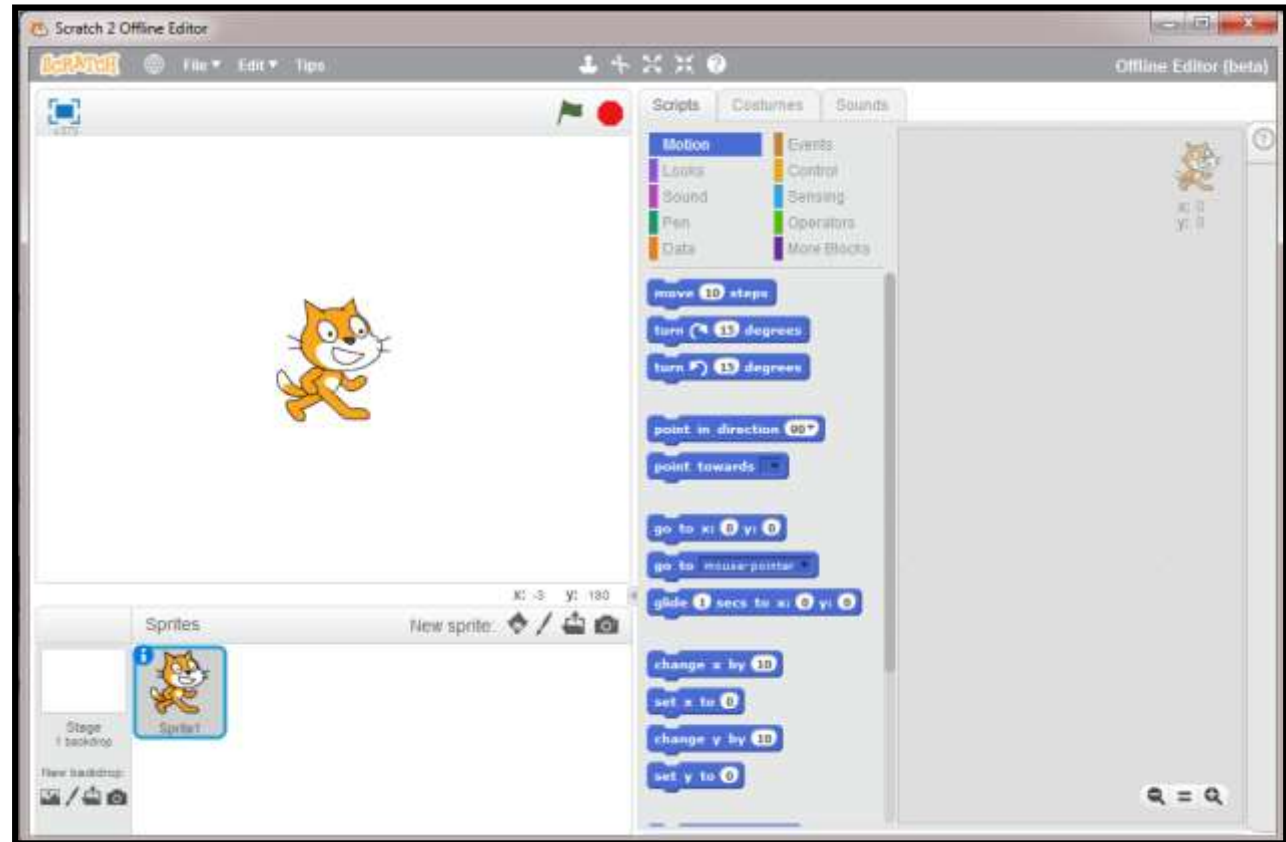 Scratch 2 Offline Editor
SCRATCH File Edit Tips Offline Editor (beta)
Scripts Costumes Sounds
Motion Events
Looks Control
Sound Sensing
Pen Operators
Data More Blocks
x: 0
y: 0
move 10 steps
turn 15 degrees
turn 15 degrees
point in direction 90
point towards
go to x: 0 y: 0
go to mouse-pointer
glide 1 secs to x: 0 y: 0
change x by 10
set x to 0
change y by 10
set y to 0
x: -3 y: 180
Sprites New sprite:
Sprite1
Stage
1 backdrop
New backdrop: